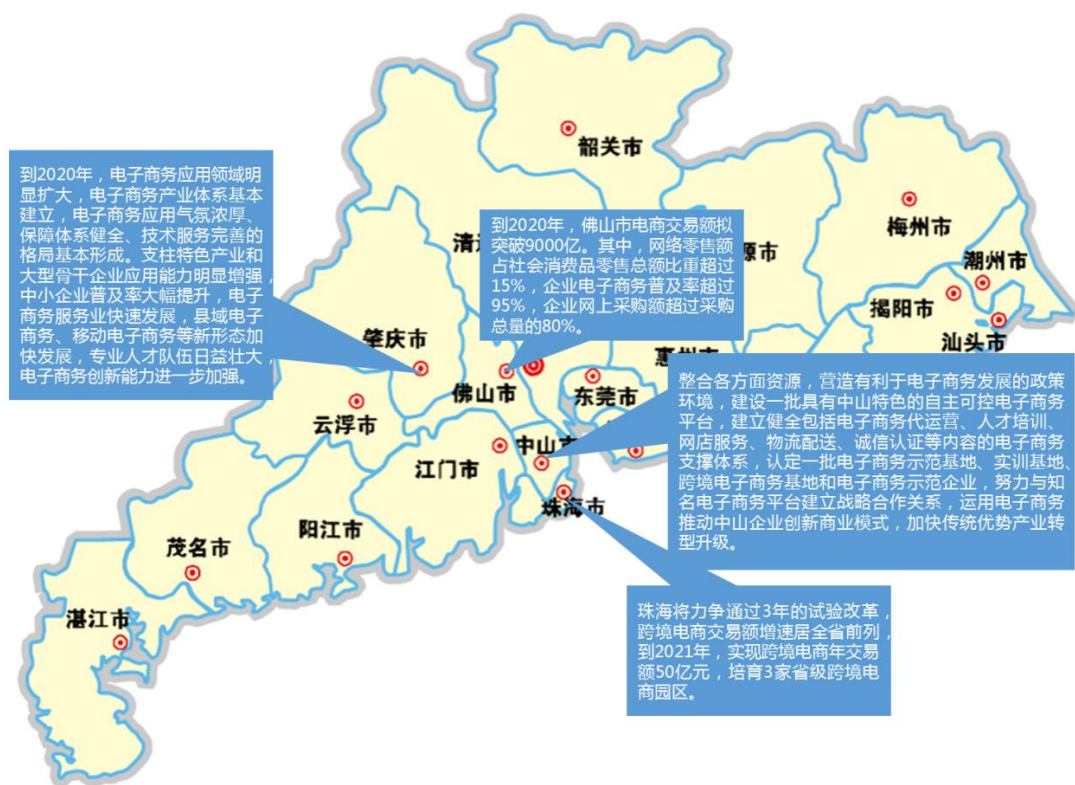 韶关市
到2020年，电子商务应用领域明
显扩大，电子商务产业体系基本
建立，电子商务应用气氛浓厚、
保障体系健全、技术服务完善的
格局基本形成。支柱特色产业和
大型骨干企业应用能力明显增强，
中小企业普及率大幅提升，电子
商务服务业快速发展，县域电子
商务、移动电子商务等新形态加
快发展，专业人才队伍日益壮大，
电子商务创新能力进一步加强。
到2020年，佛山市电商交易额拟
突破9000亿。其中，网络零售额
占社会消费品零售总额比重超过
15%，企业电子商务普及率超过
95%，企业网上采购额超过采购
总量的80%。
清
源市
梅州市
潮州市
揭阳市
汕头市
肇庆市
佛山市
惠州市
东莞市
云浮市
中山市
江门市
珠海市
整合各方面资源，营造有利于电子商务发展的政策
环境，建设一批具有中山特色的自主可控电子商务
平台，建立健全包括电子商务代运营、人才培训、
网店服务、物流配送、诚信认证等内容的电子商务
支撑体系，认定一批电子商务示范基地、实训基地、
跨境电子商务基地和电子商务示范企业，努力与知
名电子商务平台建立战略合作关系，运用电子商务
推动中山企业创新商业模式，加快传统优势产业转
型升级。
阳江市
茂名市
湛江市
珠海将力争通过3年的试验改革，
跨境电商交易额增速居全省前列，
到2021年，实现跨境电商年交易
额50亿元，培育3家省级跨境电
商园区。